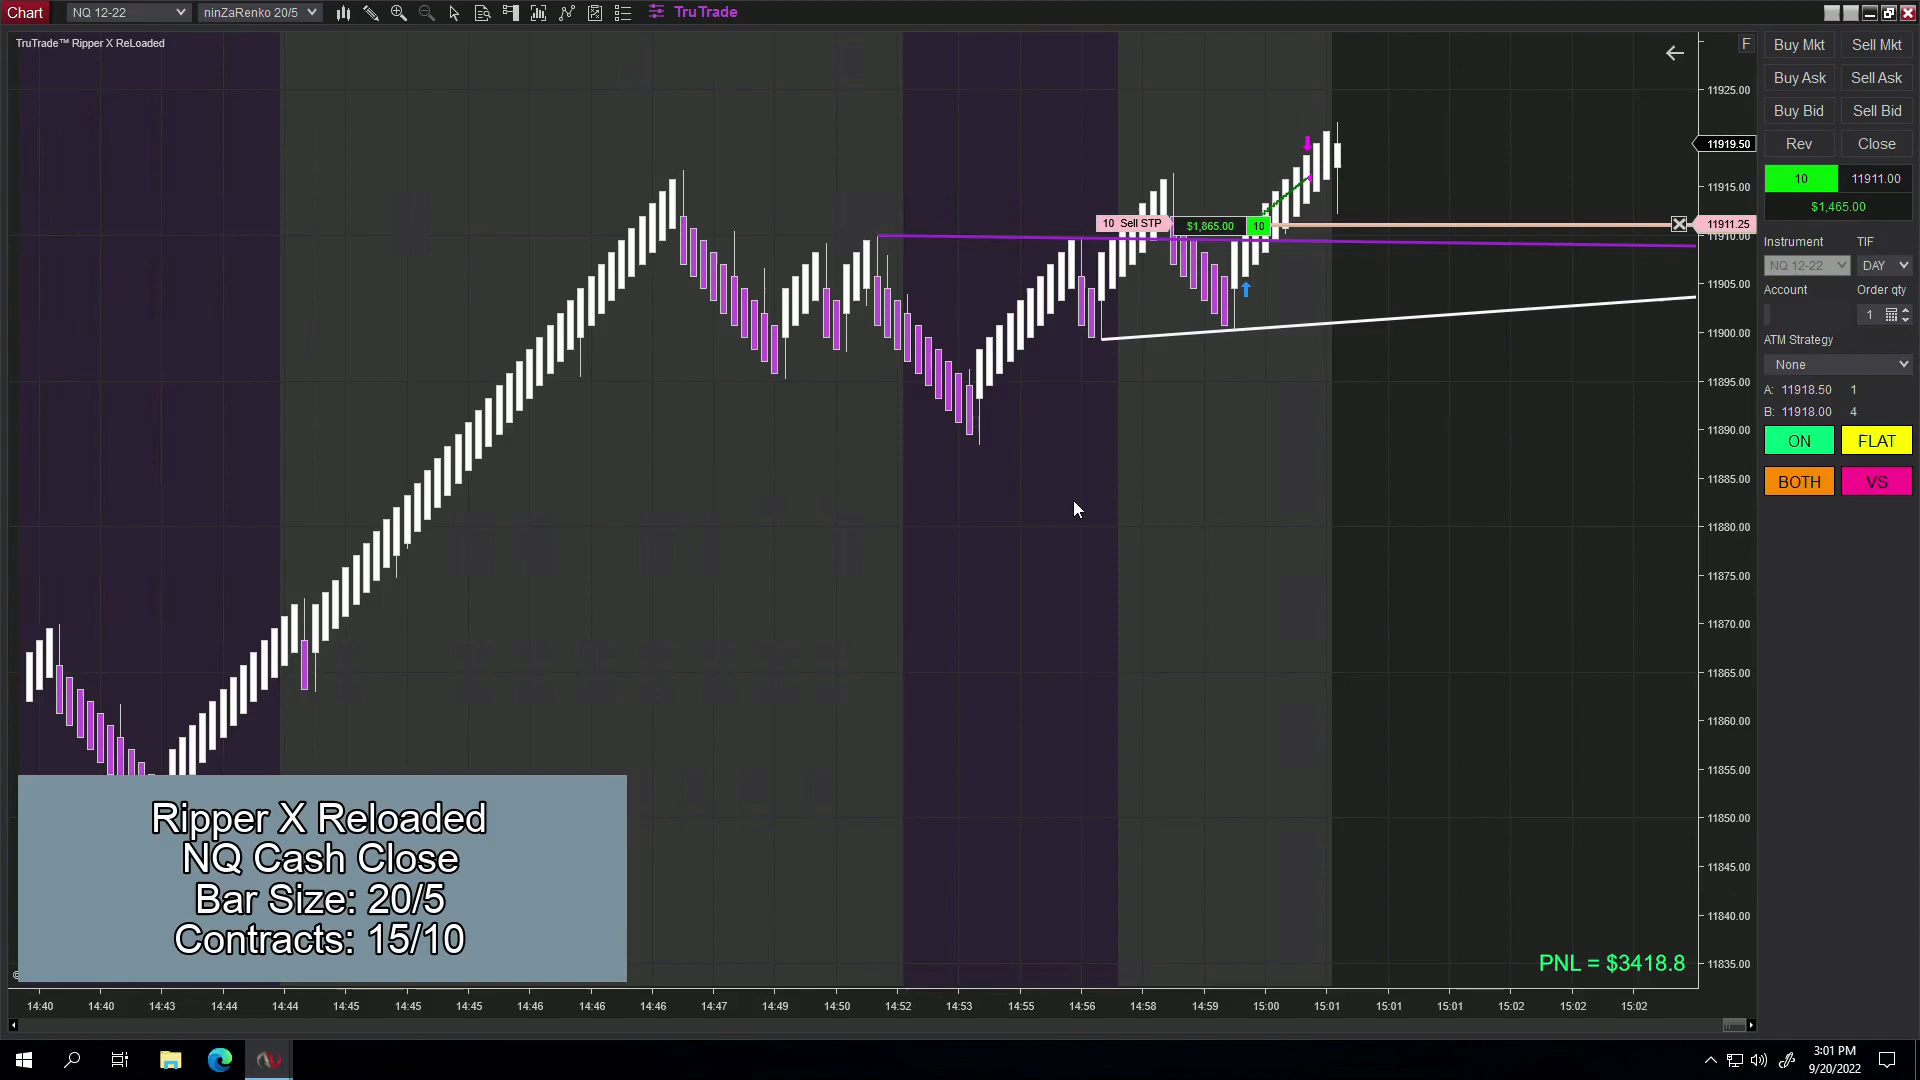 Chart NQ 12-22 ninZaRenko 20/5 TruTrade
TruTrade™ Ripper X ReLoaded
F
Buy Mkt Sell Mkt
Buy Ask Sell Ask
Buy Bid Sell Bid
Rev Close
10 11911.00
$1,465.00
Instrument TIF
NQ 12-22 DAY
Account Order qty
1
ATM Strategy
None
A: 11918.50 1
B: 11918.00 4
ON FLAT
BOTH VS
11925.00
11919.50
11915.00
11911.25
11910.00
11905.00
11900.00
11895.00
11890.00
11885.00
11880.00
11875.00
11870.00
11865.00
11860.00
11855.00
11850.00
11845.00
11840.00
11835.00
10 Sell STP $1,865.00 10
Ripper X Reloaded
NQ Cash Close
Bar Size: 20/5
Contracts: 15/10
PNL = $3418.8
14:40 14:40 14:43 14:44 14:44 14:45 14:45 14:45 14:46 14:46 14:46 14:47 14:49 14:50 14:52 14:53 14:55 14:56 14:58 14:59 15:00 15:01 15:01 15:01 15:02 15:02 15:02
3:01 PM
9/20/2022